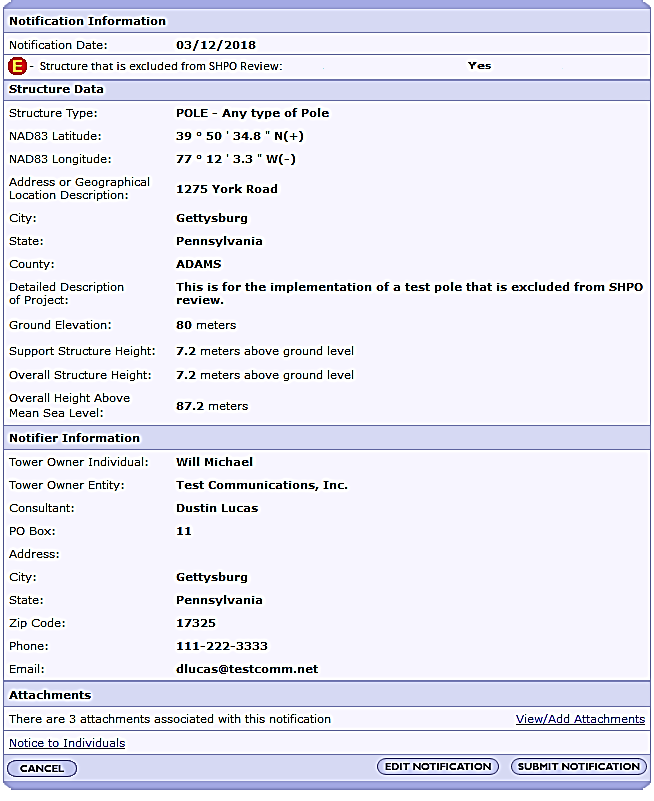 Notification Information
Notification Date: 03/12/2018
E - Structure that is excluded from SHPO Review: Yes
Structure Data
Structure Type: POLE - Any type of Pole
NAD83 Latitude: 39 ° 50 ' 34.8 " N(+)
NAD83 Longitude: 77 ° 12 ' 3.3 " W(-)
Address or Geographical
Location Description: 1275 York Road
City: Gettysburg
State: Pennsylvania
County: ADAMS
Detailed Description This is for the implementation of a test pole that is excluded from SHPO
of Project: review.
Ground Elevation: 80 meters
Support Structure Height: 7.2 meters above ground level
Overall Structure Height: 7.2 meters above ground level
Overall Height Above
Mean Sea Level: 87.2 meters
Notifier Information
Tower Owner Individual: Will Michael
Tower Owner Entity: Test Communications, Inc.
Consultant: Dustin Lucas
PO Box: 11
Address:
City: Gettysburg
State: Pennsylvania
Zip Code: 17325
Phone: 111-222-3333
Email: dlucas@testcomm.net
Attachments
There are 3 attachments associated with this notification View/Add Attachments
Notice to Individuals
CANCEL EDIT NOTIFICATION SUBMIT NOTIFICATION